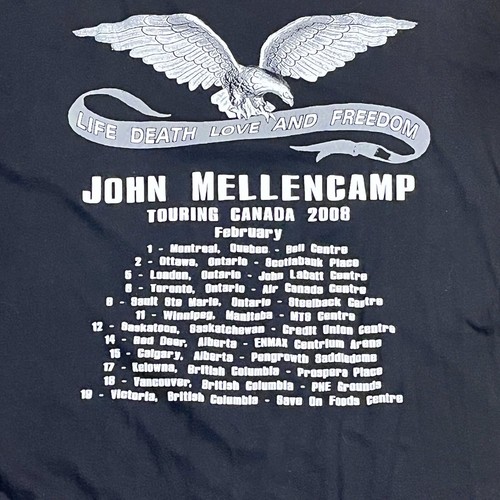 LIFE DEATH LOVE AND FREEDOM
JOHN MELLENCAMP
TOURING CANADA 2008
February
1 - Montreal, Quebec - Bell Centre
2 - Ottawa, Ontario - Scotiabank Place
5 - London, Ontario - John Labatt Centre
6 - Toronto, Ontario - Air Canada Centre
8 - Sault Ste Marie, Ontario - Steelback Centre
11 - Winnipeg, Manitoba - MTS Centre
12 - Saskatoon, Saskatchewan - Credit Union Centre
14 - Red Deer, Alberta - ENMAX Centrium Arena
15 - Calgary, Alberta - Pengrowth Saddledome
17 - Kelowna, British Columbia - Prospera Place
18 - Vancouver, British Columbia - PNE Grounds
19 - Victoria, British Columbia - Save On Foods Centre